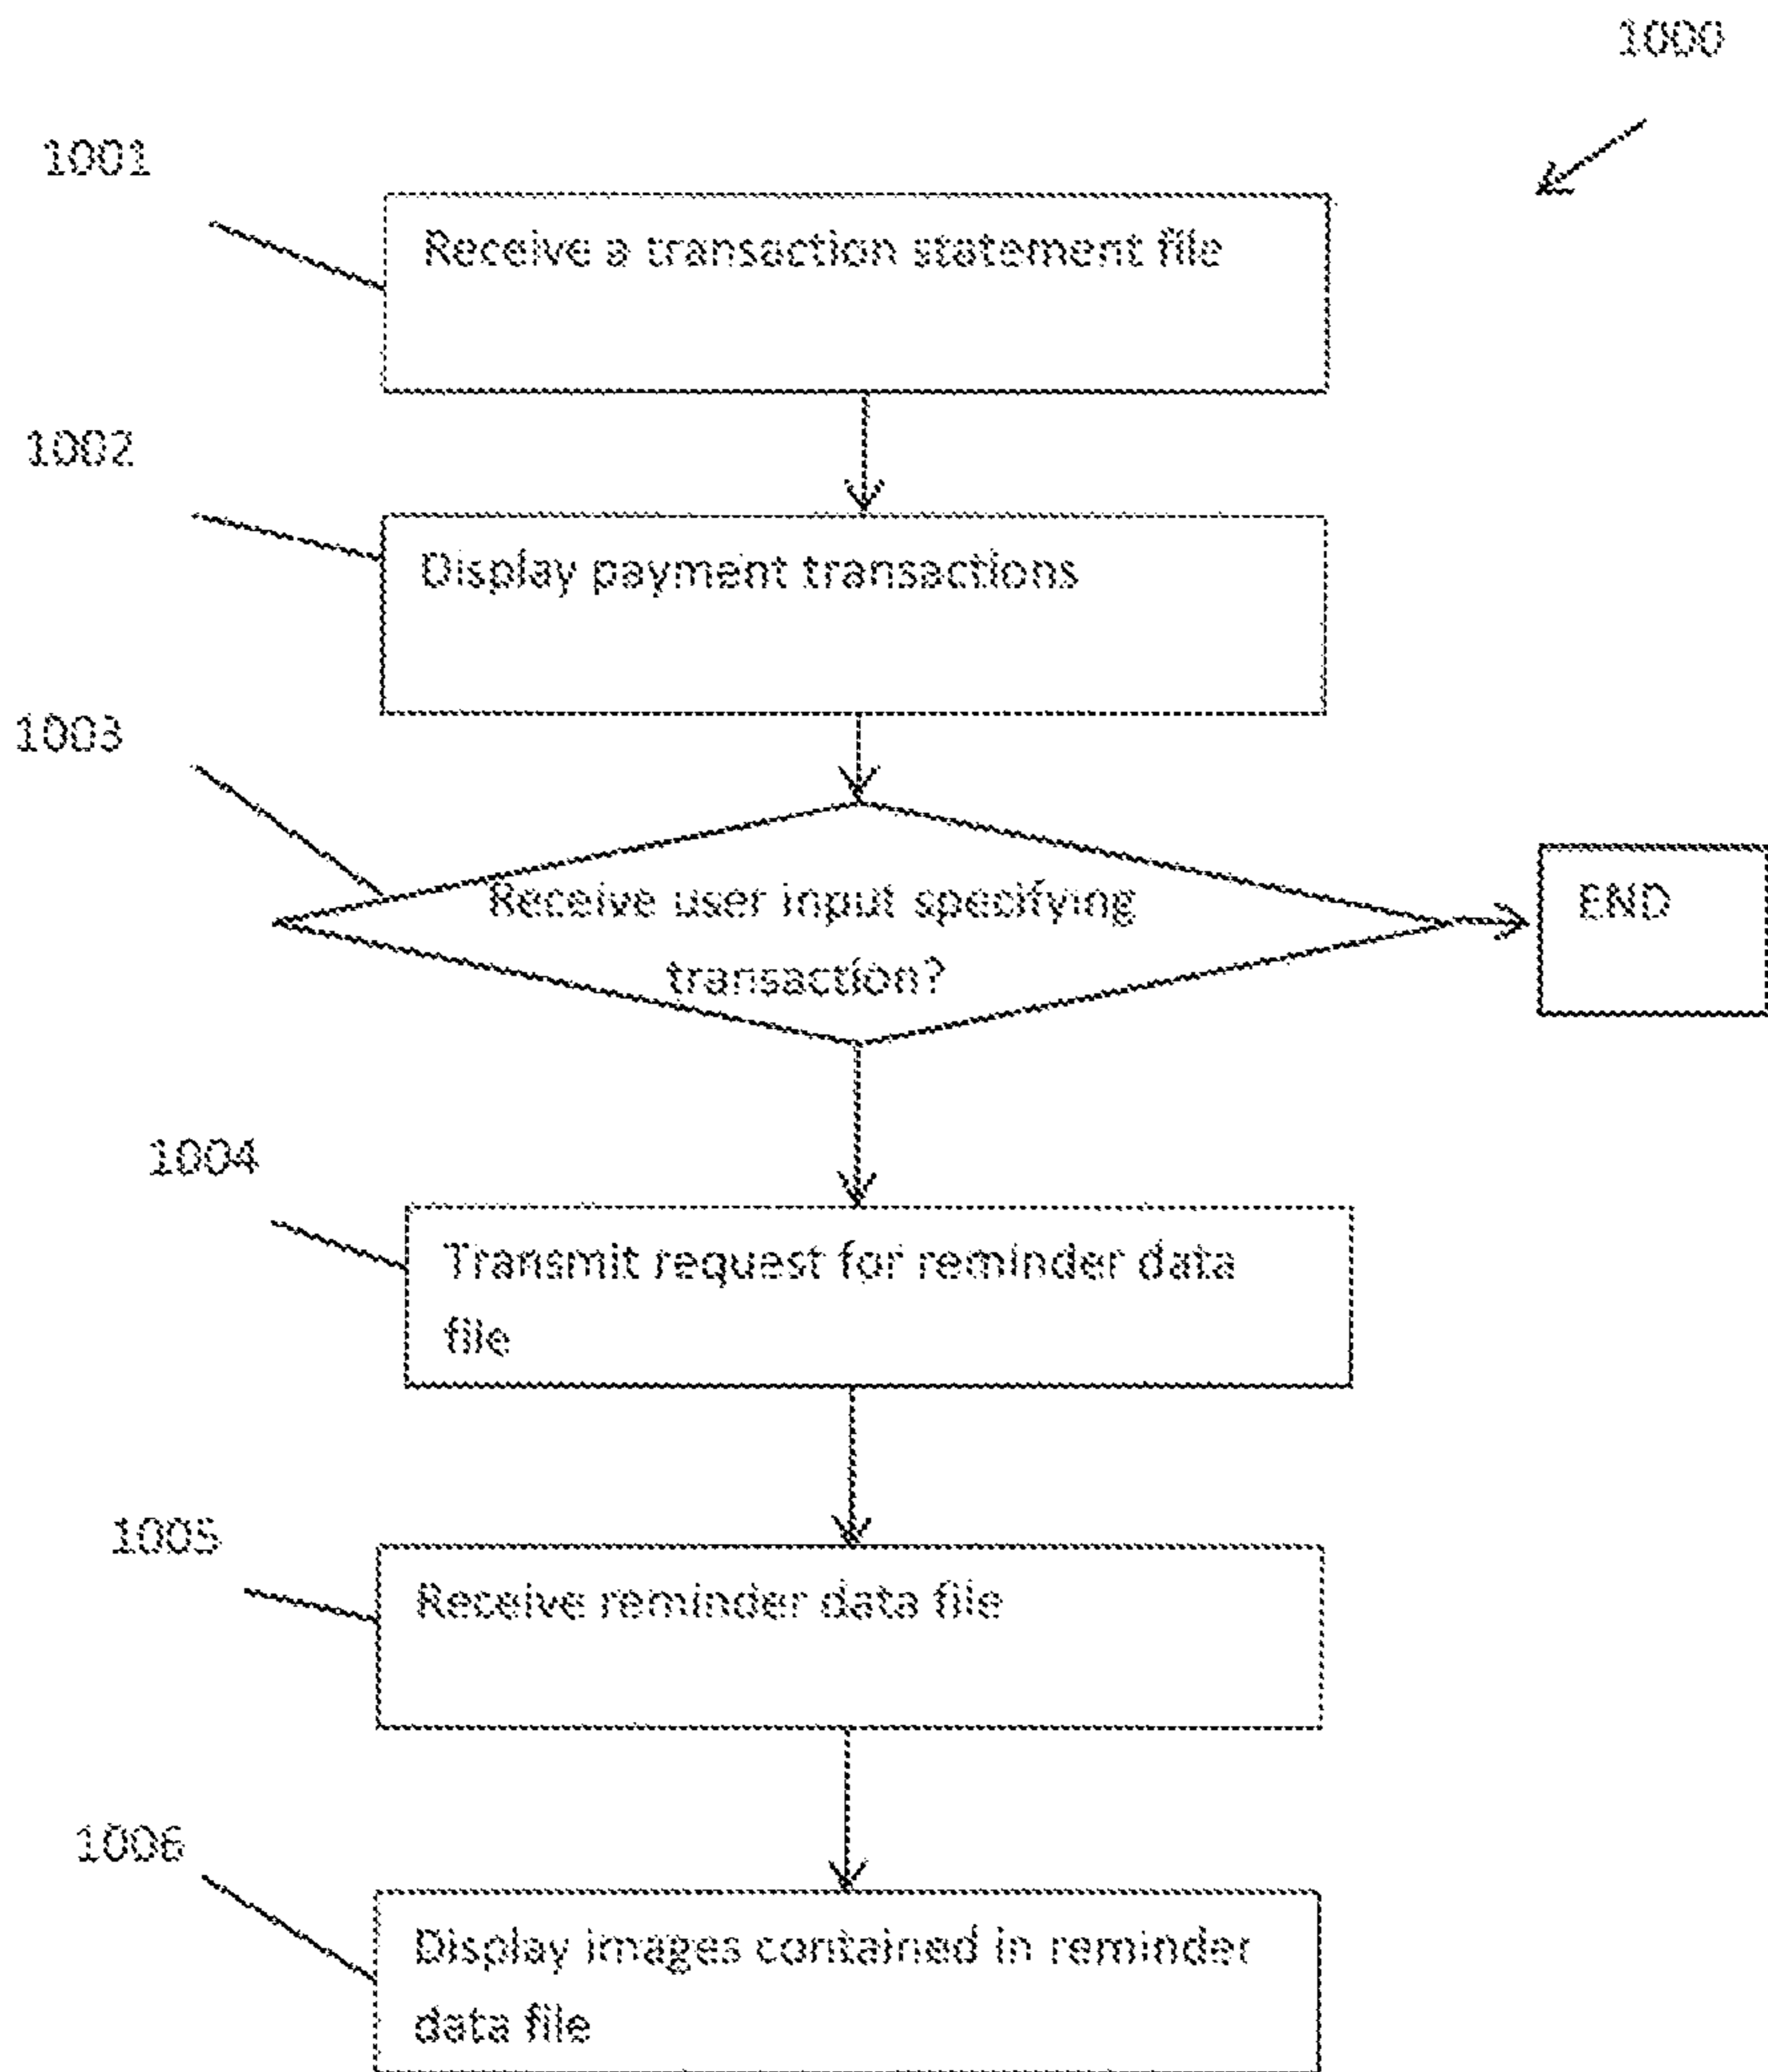 1000
1001
Receive a transaction statement file
1002
Display payment transactions
1003
Receive user input specifying
transaction?
END
1004
Transmit request for reminder data
file
1005
Receive reminder data file
1006
Display images contained in reminder
data file